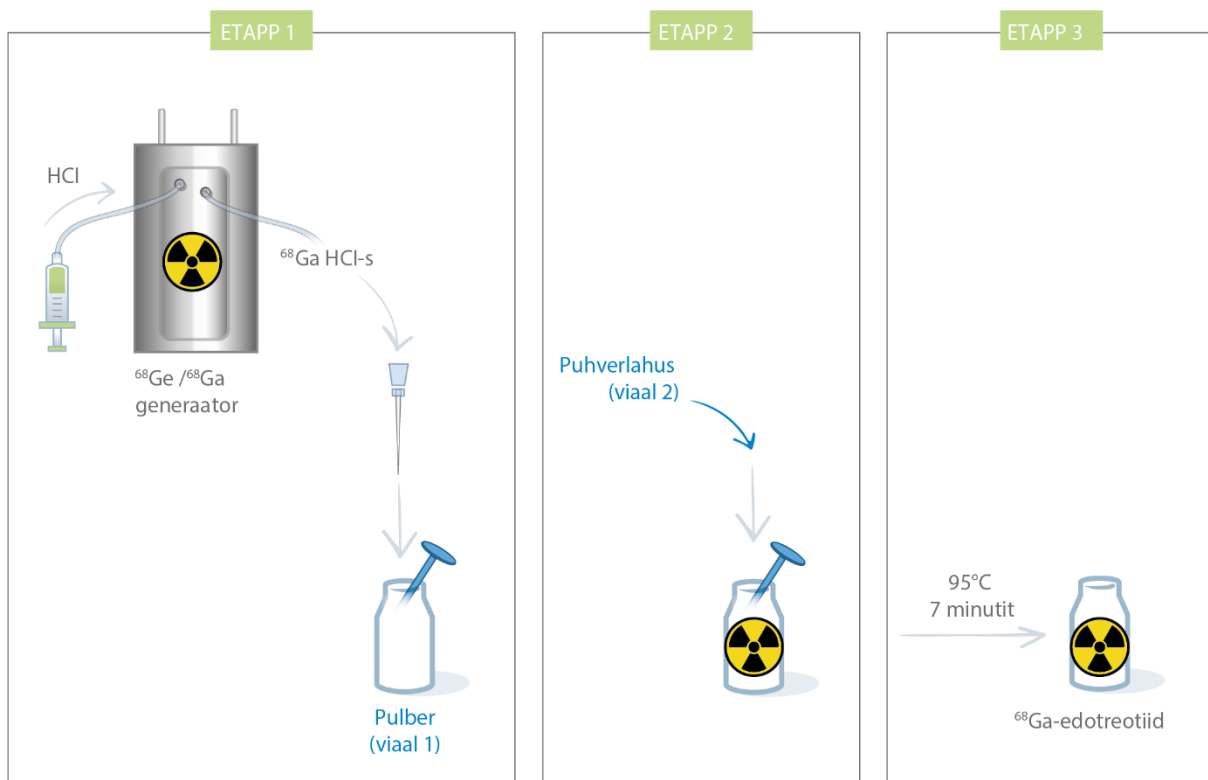 ETAPP 1
HCl
⁶⁸Ga HCl-s
⁶⁸Ge /⁶⁸Ga
generaator
Pulber
(viaal 1)
ETAPP 2
Puhverlahus
(viaal 2)
ETAPP 3
95°C
7 minutit
⁶⁸Ga-edotreotiid